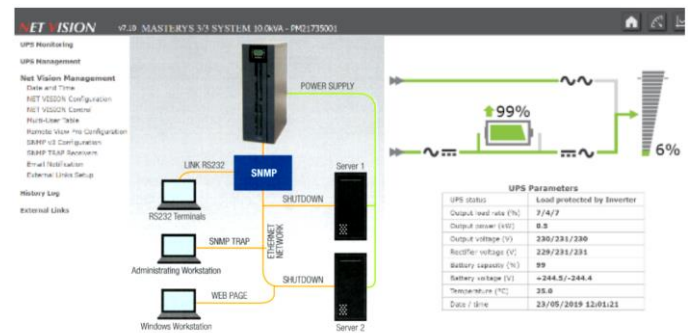 NET VISION v7.10 MASTERYS 3/3 SYSTEM 10.0kVA - PM21735001
UPS Monitoring
UPS Management
Net Vision Management
Date and Time
NET VISION Configuration
NET VISION Control
Multi-User Table
Remote View Pro Configuration
SNMP v3 Configuration
SNMP TRAP Receivers
Email Notification
External Links Setup
History Log
External Links
POWER SUPPLY
LINK RS232
SNMP
Server 1
SHUTDOWN
RS232 Terminals
ETHERNET
NETWORK
SNMP TRAP
Administrating Workstation
SHUTDOWN
WEB PAGE
Windows Workstation
Server 2
99%
6%
UPS Parameters
UPS status Load protected by Inverter
Output load rate (%) 7/4/7
Output power (kW) 0.5
Output voltage (V) 230/231/230
Rectifier voltage (V) 229/231/231
Battery capacity (%) 99
Battery voltage (V) +244.5/-244.4
Temperature (°C) 25.0
Date / time 23/05/2019 12:01:21